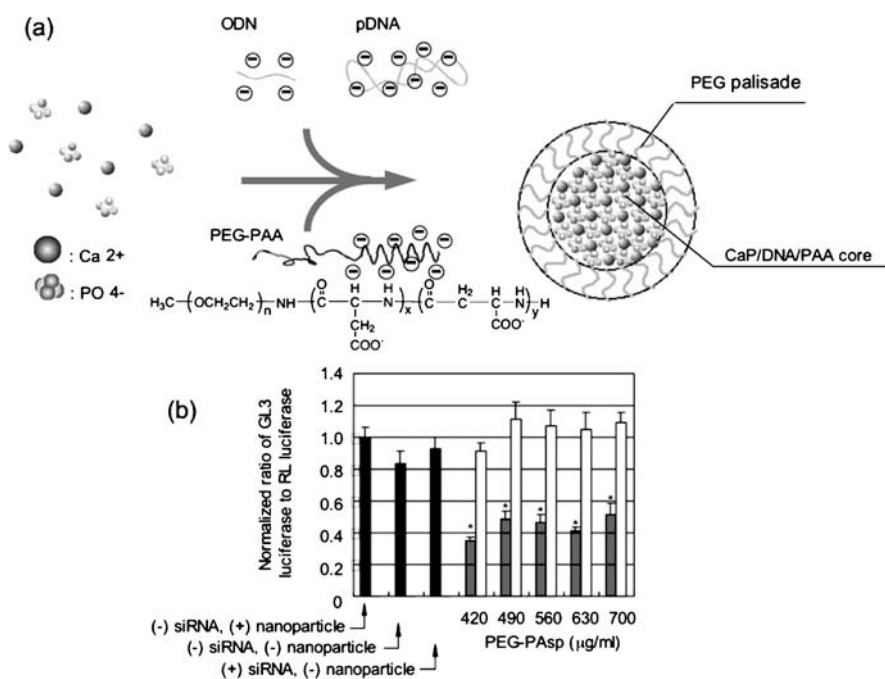 (a)
ODN
pDNA
PEG palisade
PEG-PAA
CaP/DNA/PAA core
: Ca 2+
: PO 4-
H₃C-(OCH₂CH₂)n NH-(C-C-N)x-(C-C-C-N)y-H
O H H O H₂ H H
CH₂ COO⁻
COO⁻
(b)
Normalized ratio of GL3
luciferase to RL luciferase
1.4
1.2
1.0
0.8
0.6
0.4
0.2
0
* * * * *
420 490 560 630 700
PEG-PAsp (µg/ml)
(-) siRNA, (+) nanoparticle
(-) siRNA, (-) nanoparticle
(+) siRNA, (-) nanoparticle